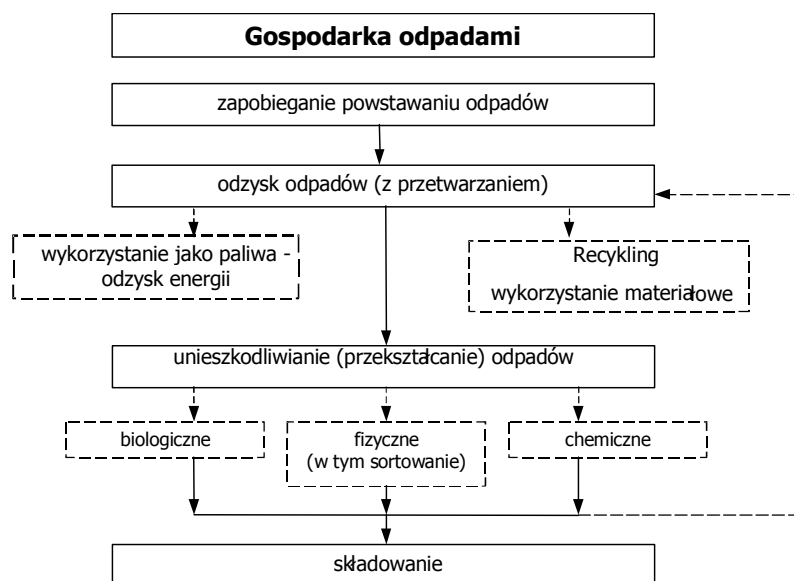 Gospodarka odpadami
zapobieganie powstawaniu odpadów
odzysk odpadów (z przetwarzaniem)
wykorzystanie jako paliwa -
odzysk energii
Recykling
wykorzystanie materiałowe
unieszkodliwianie (przekształcanie) odpadów
biologiczne
fizyczne
(w tym sortowanie)
chemiczne
składowanie